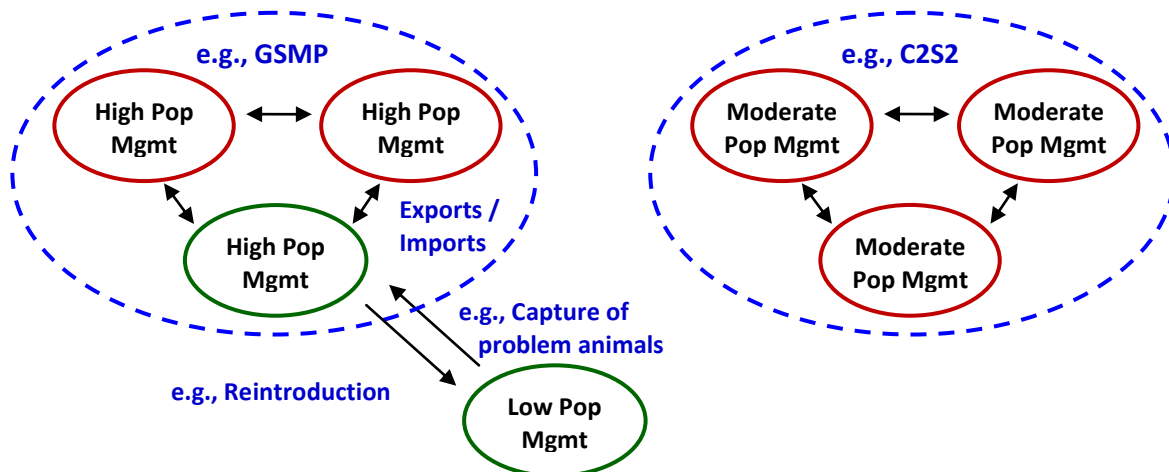 e.g., GSMP
High Pop
Mgmt
High Pop
Mgmt
High Pop
Mgmt
Exports /
Imports
e.g., Capture of
problem animals
e.g., Reintroduction
Low Pop
Mgmt
e.g., C2S2
Moderate
Pop Mgmt
Moderate
Pop Mgmt
Moderate
Pop Mgmt